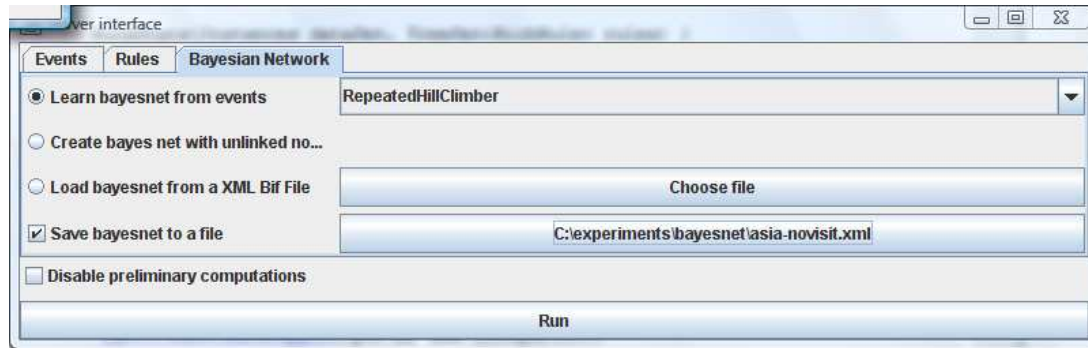 ver interface
Events Rules Bayesian Network
Learn bayesnet from events RepeatedHillClimber
Create bayes net with unlinked no...
Load bayesnet from a XML Bif File Choose file
Save bayesnet to a file C:\experiments\bayesnet\asia-novisit.xml
Disable preliminary computations
Run